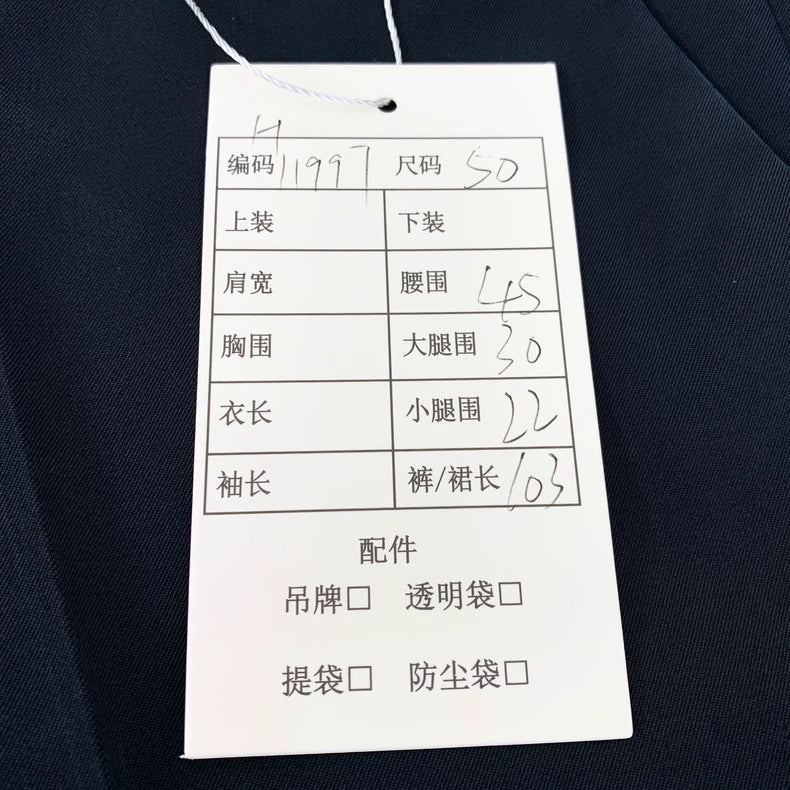 H
编码 11997 尺码 50
上装 下装
肩宽 腰围 45
胸围 大腿围 30
衣长 小腿围 22
袖长 裤/裙长 103
配件
吊牌□ 透明袋□
提袋□ 防尘袋□